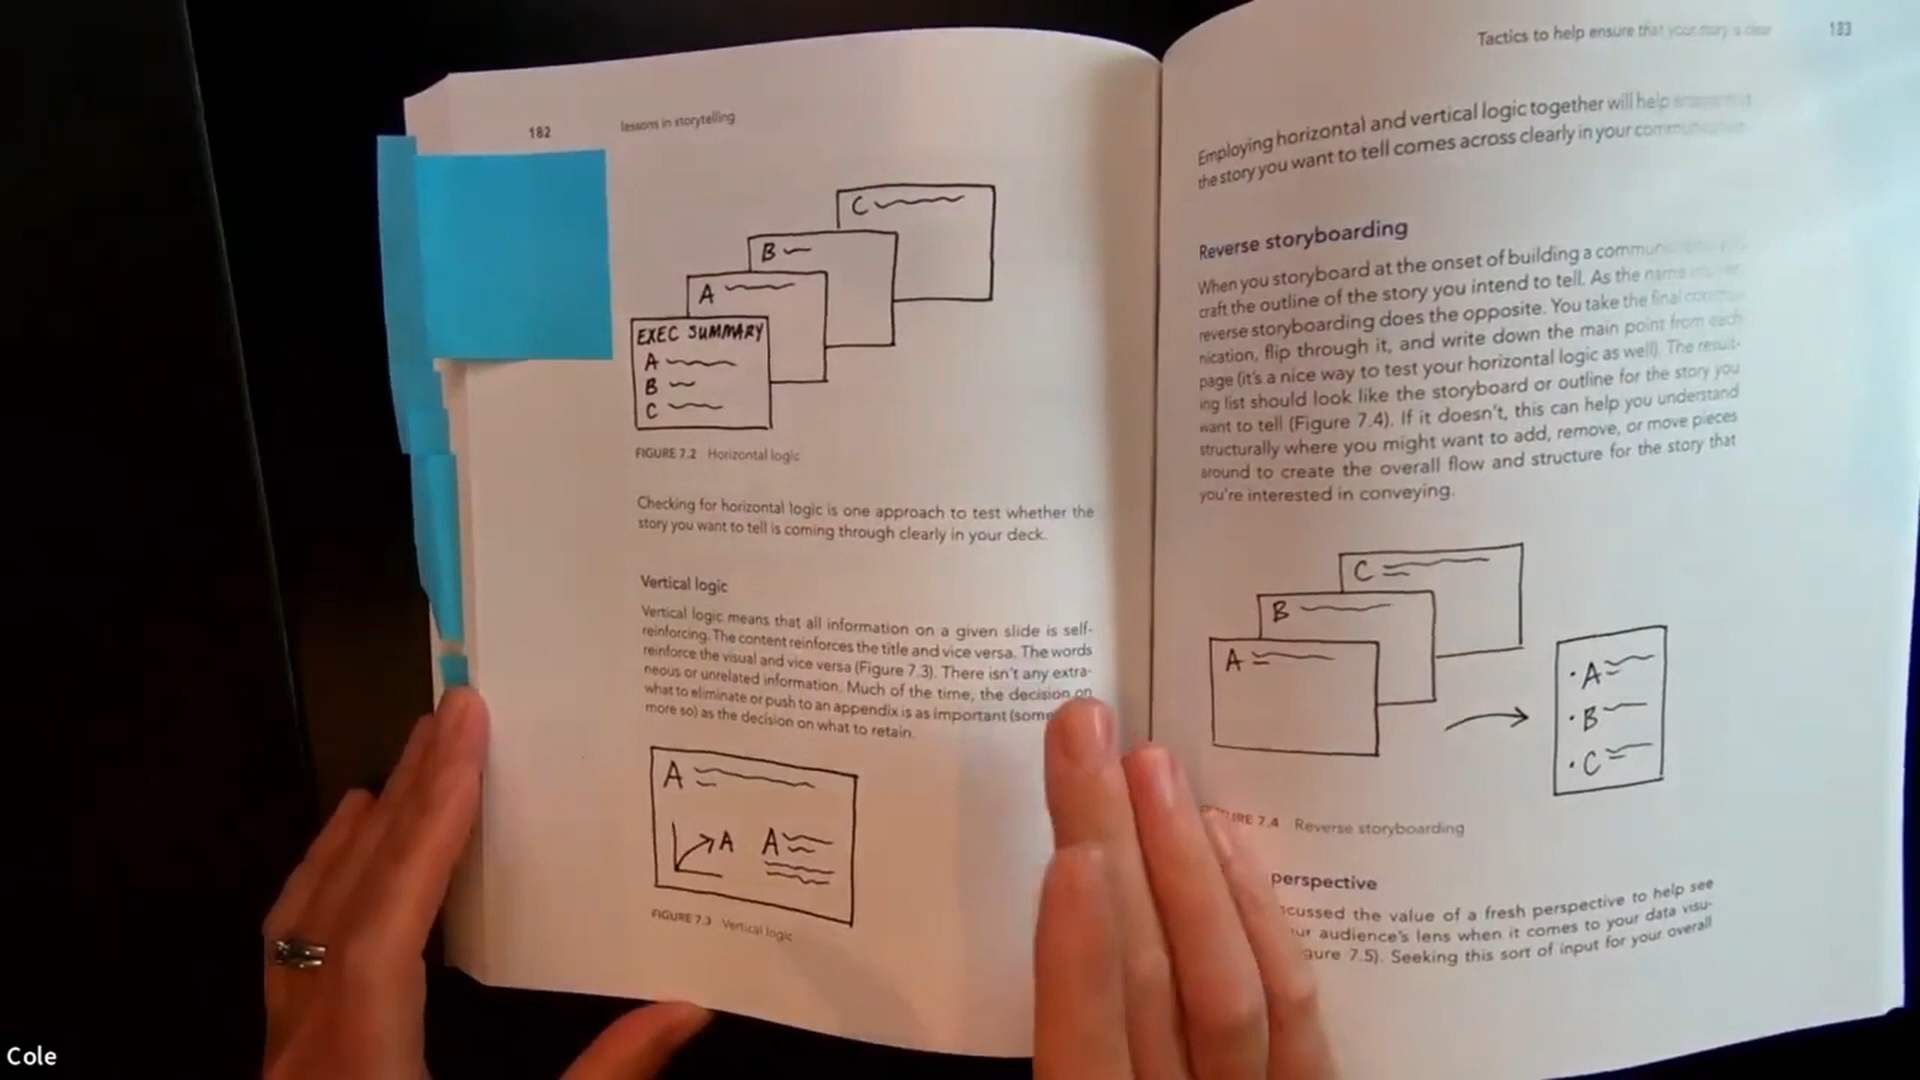 182
lessons in storytelling
C
B
A
EXEC SUMMARY
A
B
C
FIGURE 7.2 Horizontal logic
Checking for horizontal logic is one approach to test whether the
story you want to tell is coming through clearly in your deck.
Vertical logic
Vertical logic means that all information on a given slide is self-
reinforcing. The content reinforces the title and vice versa. The words
reinforce the visual and vice versa (Figure 7.3). There isn't any extra-
neous or unrelated information. Much of the time, the decision on
what to eliminate or push to an appendix is as important (some
more so) as the decision on what to retain.
A
A A
FIGURE 7.3 Vertical logic
Tactics to help ensure that your story is clear 183
Employing horizontal and vertical logic together will help
the story you want to tell comes across clearly in your
Reverse storyboarding
When you storyboard at the onset of building a
craft the outline of the story you intend to tell. As the name
reverse storyboarding does the opposite. You take the final
nication, flip through it, and write down the main point from each
page (it's a nice way to test your horizontal logic as well). The result-
ing list should look like the storyboard or outline for the story you
want to tell (Figure 7.4). If it doesn't, this can help you understand
structurally where you might want to add, remove, or move pieces
around to create the overall flow and structure for the story that
you're interested in conveying.
C
B
A
• A
• B
• C
URE 7.4 Reverse storyboarding
perspective
cussed the value of a fresh perspective to help see
ur audience's lens when it comes to your data visu-
gure 7.5). Seeking this sort of input for your overall
Cole